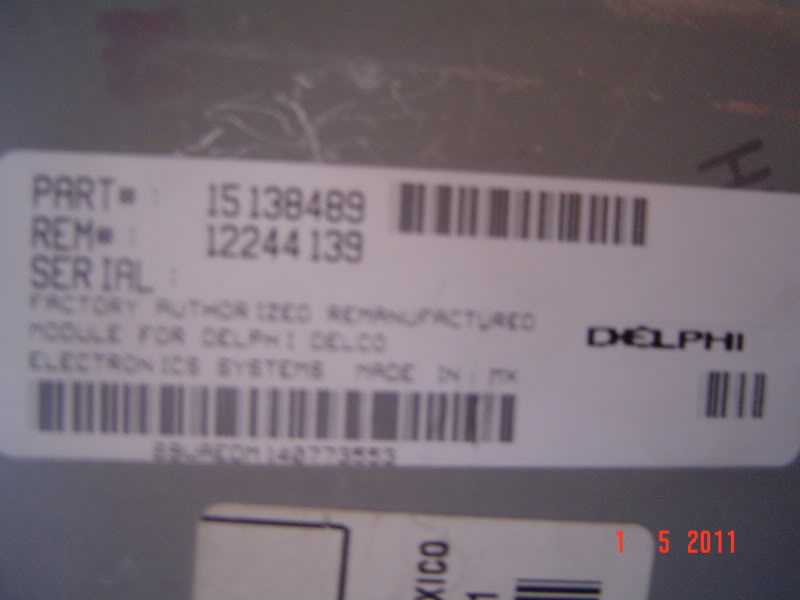 H
PART# : 15138489
REM# : 12244139
SERIAL :
FACTORY AUTHORIZED REMANUFACTURED
MODULE FOR DELPHI DELCO
ELECTRONICS SYSTEMS MADE IN MX
DELPHI
XICO
1
1 5 2011